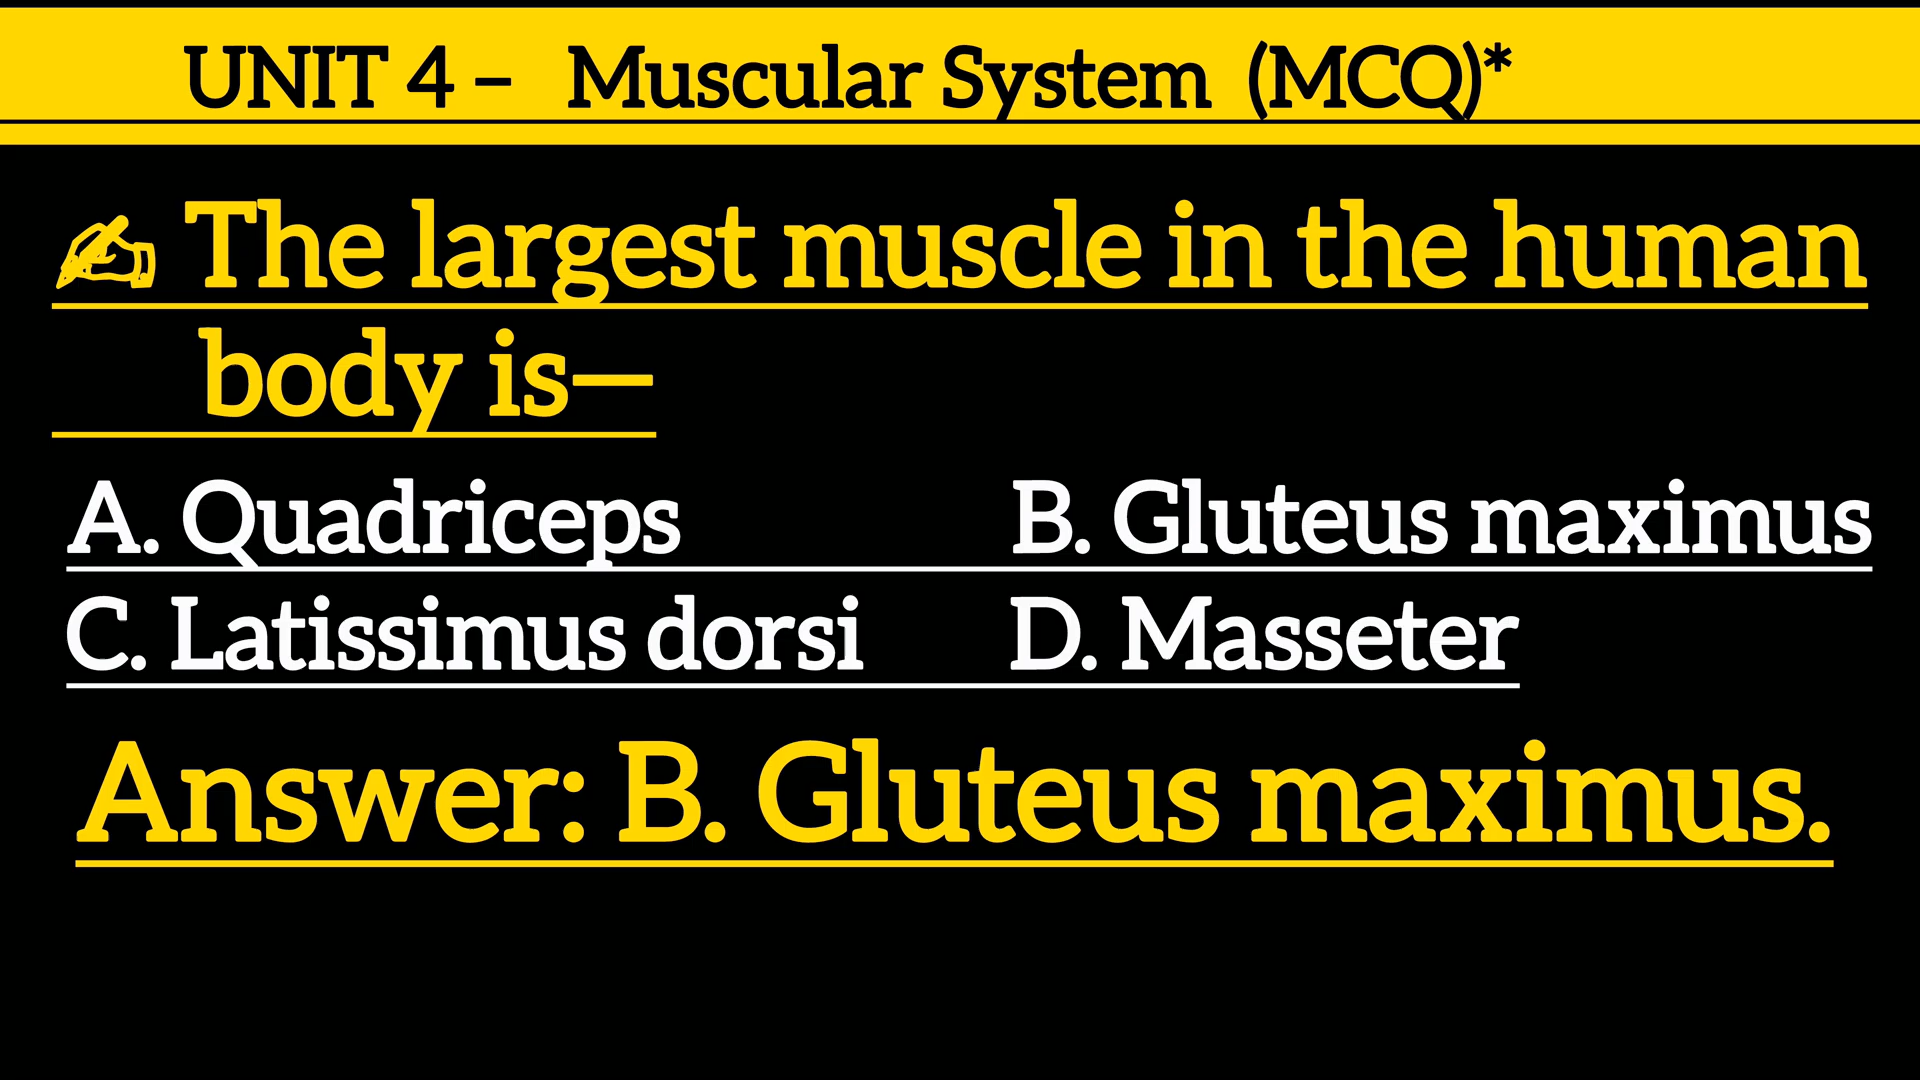 UNIT 4 – Muscular System (MCQ)*
✍ The largest muscle in the human
body is—
A. Quadriceps B. Gluteus maximus
C. Latissimus dorsi D. Masseter
Answer: B. Gluteus maximus.